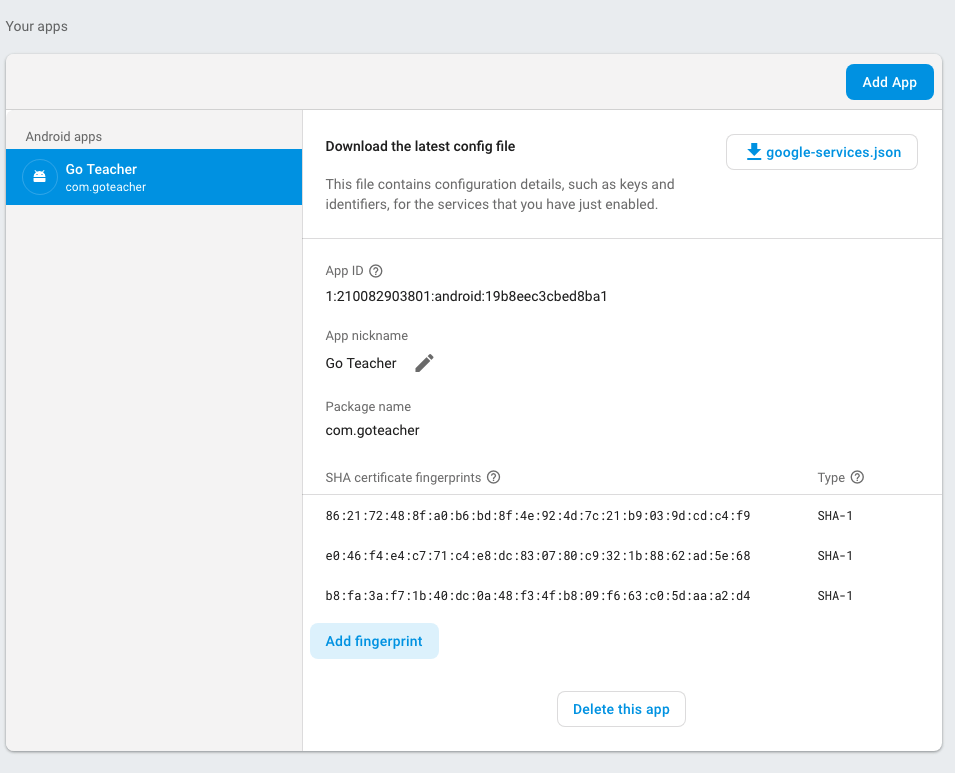 Your apps
Add App
Android apps
Go Teacher
com.goteacher
Download the latest config file
google-services.json
This file contains configuration details, such as keys and
identifiers, for the services that you have just enabled.
App ID
1:210082903801:android:19b8eec3cbed8ba1
App nickname
Go Teacher
Package name
com.goteacher
SHA certificate fingerprints
Type
86:21:72:48:8f:a0:b6:bd:8f:4e:92:4d:7c:21:b9:03:9d:cd:c4:f9 SHA-1
e0:46:f4:e4:c7:71:c4:e8:dc:83:07:80:c9:32:1b:88:62:ad:5e:68 SHA-1
b8:fa:3a:f7:1b:40:dc:0a:48:f3:4f:b8:09:f6:63:c0:5d:aa:a2:d4 SHA-1
Add fingerprint
Delete this app